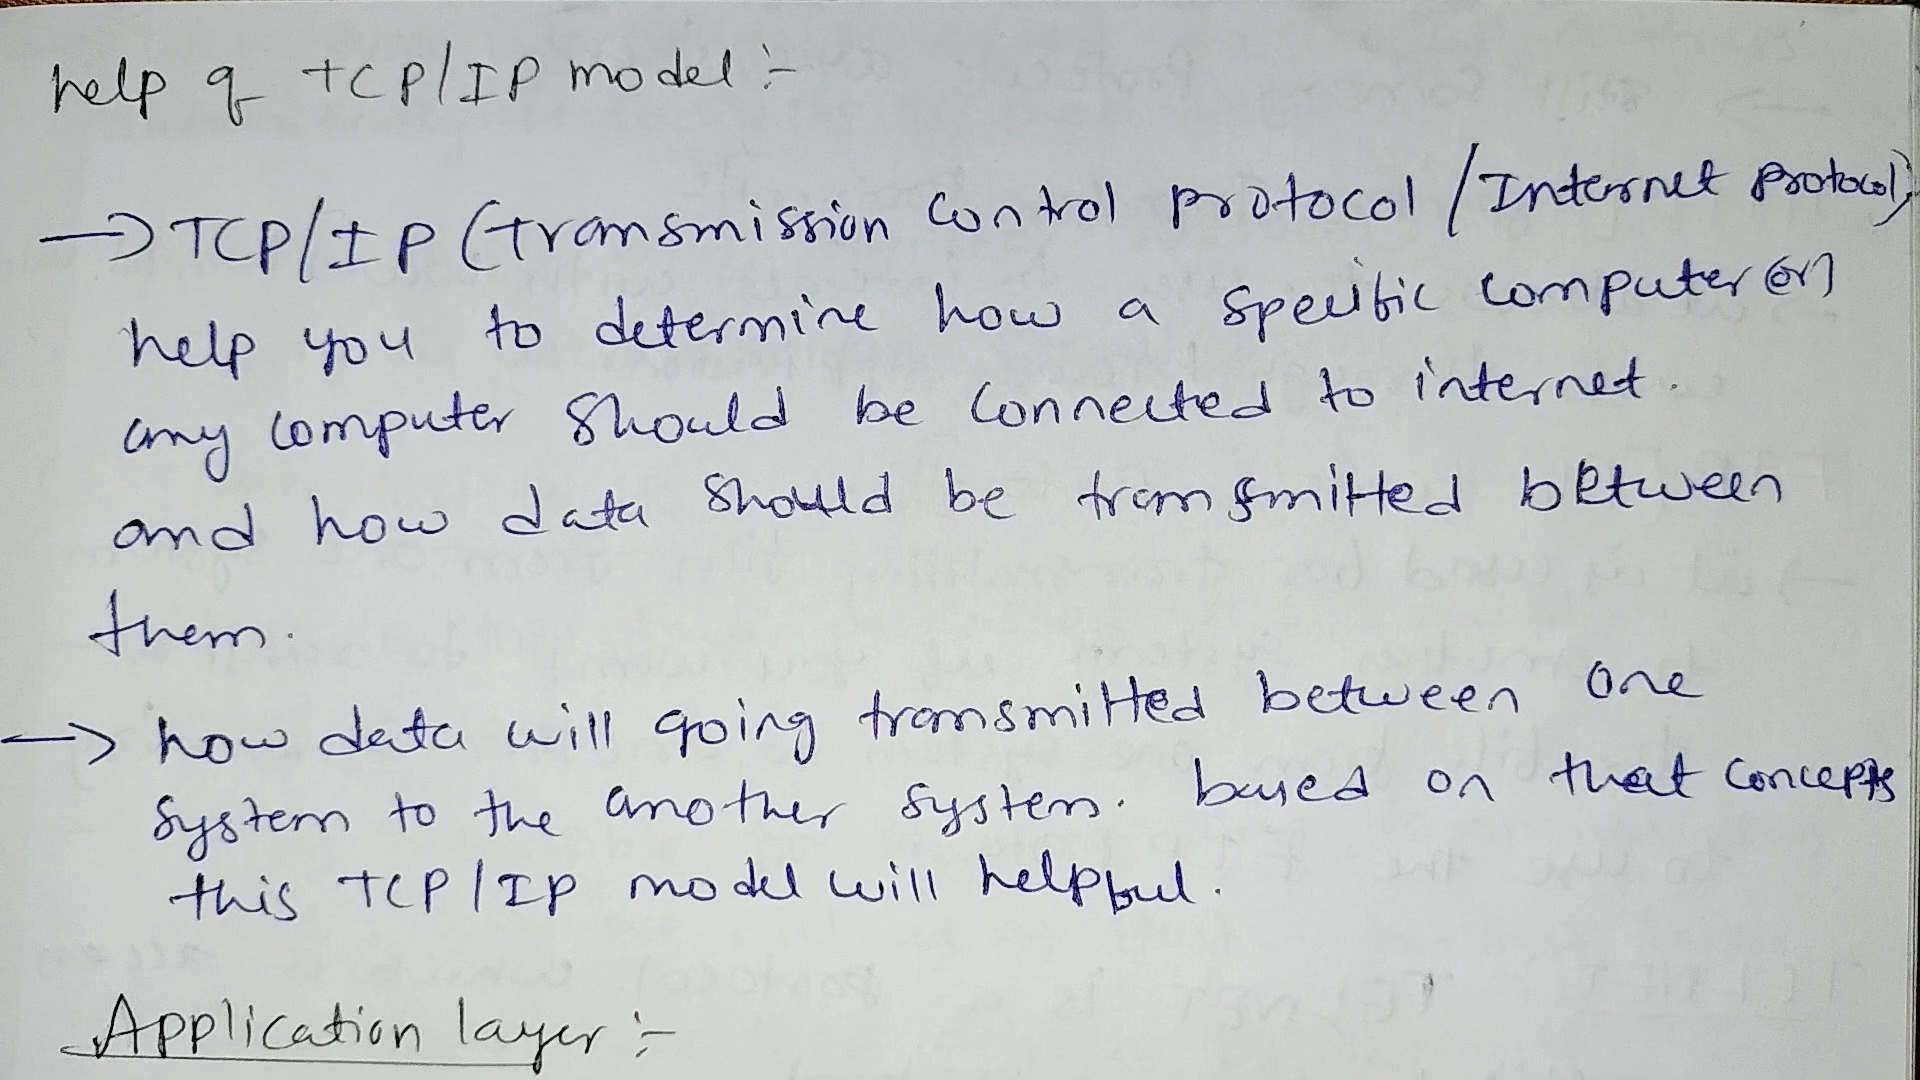 help of TCP/IP model :-
→ TCP/IP (Transmission Control protocol / Internet protocol)
help you to determine how a specific computer (or)
any computer should be connected to internet.
and how data should be transmitted between
them.
→ how data will going transmitted between one
system to the another system. based on that concepts
this TCP/IP model will helpful.
Application layer :-